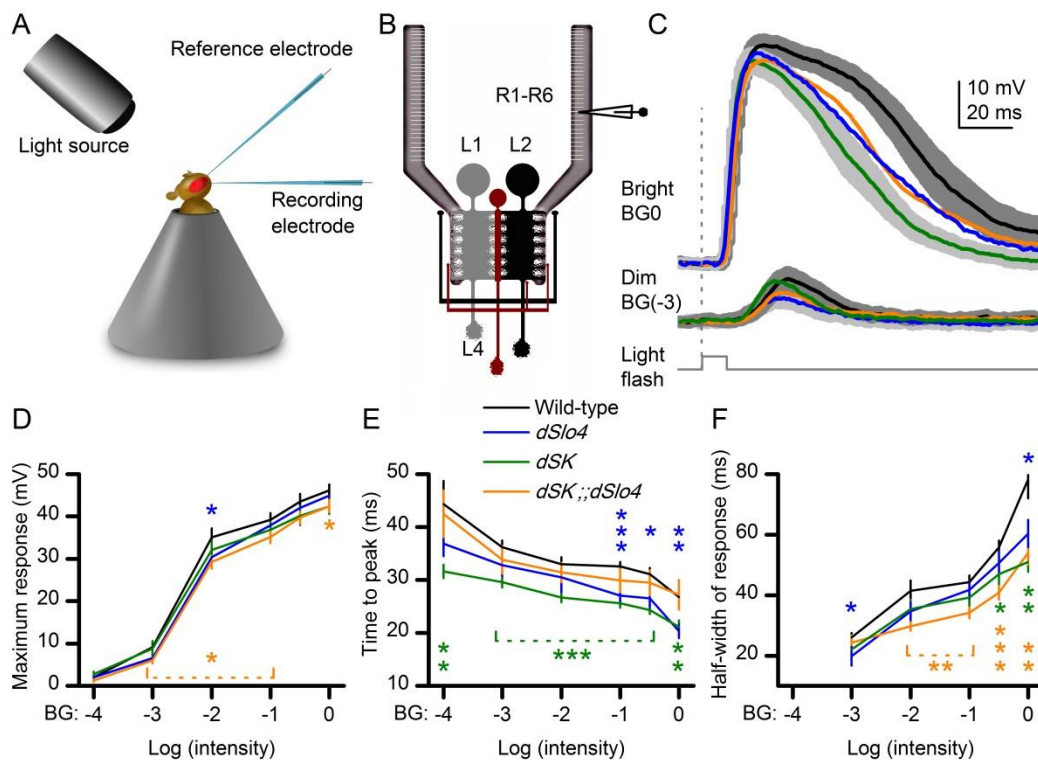 A
Reference electrode
Light source
Recording
electrode
B
R1-R6
L1
L2
L4
C
10 mV
20 ms
Bright
BG0
Dim
BG(-3)
Light
flash
Wild-type
dSlo4
dSK
dSK;;dSlo4
D
Maximum response (mV)
50
40
30
20
10
0
*
*
*
BG: -4 -3 -2 -1 0
Log (intensity)
E
Time to peak (ms)
50
40
30
20
10
***
*
**
**
***
**
BG: -4 -3 -2 -1 0
Log (intensity)
F
Half-width of response (ms)
80
60
40
20
*
*
*
**
**
***
**
BG: -4 -3 -2 -1 0
Log (intensity)